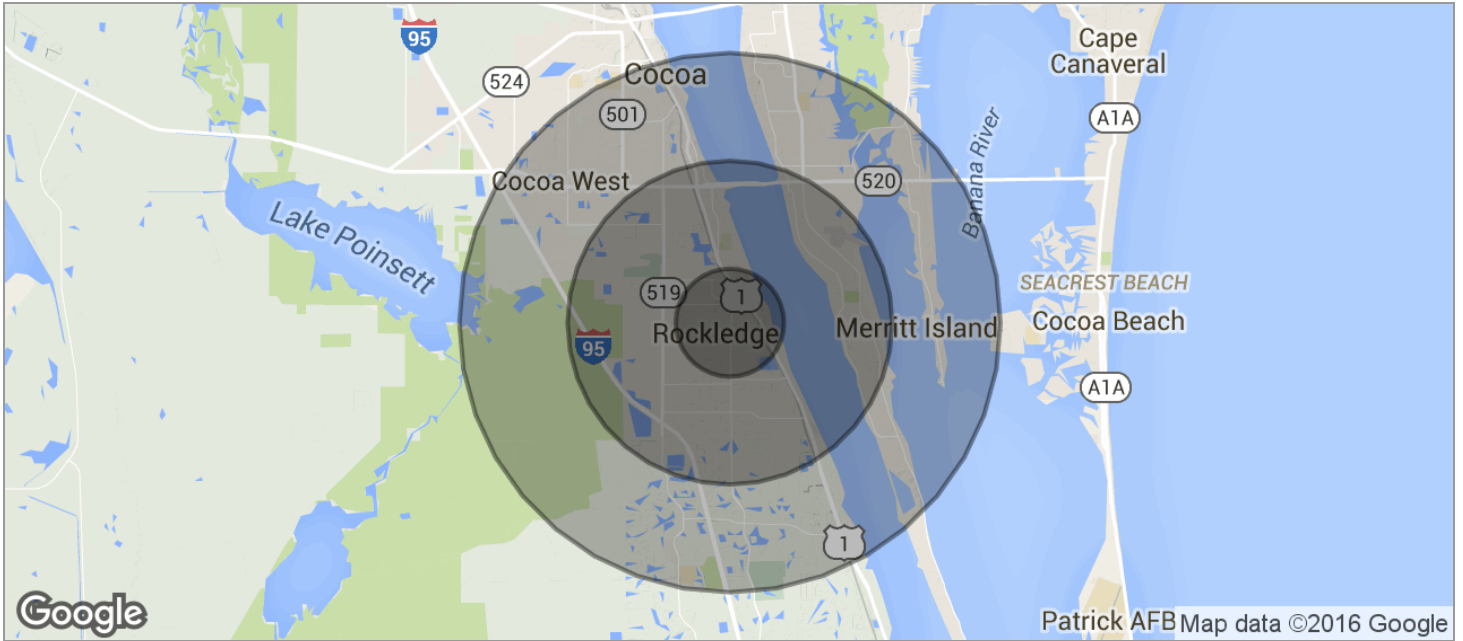 95
Cape
Canaveral
524
Cocoa
501
A1A
Banana River
Cocoa West
520
Lake Poinsett
SEACREST BEACH
519
1
Rockledge
Merritt Island
Cocoa Beach
95
A1A
1
Google
Patrick AFB
Map data ©2016 Google